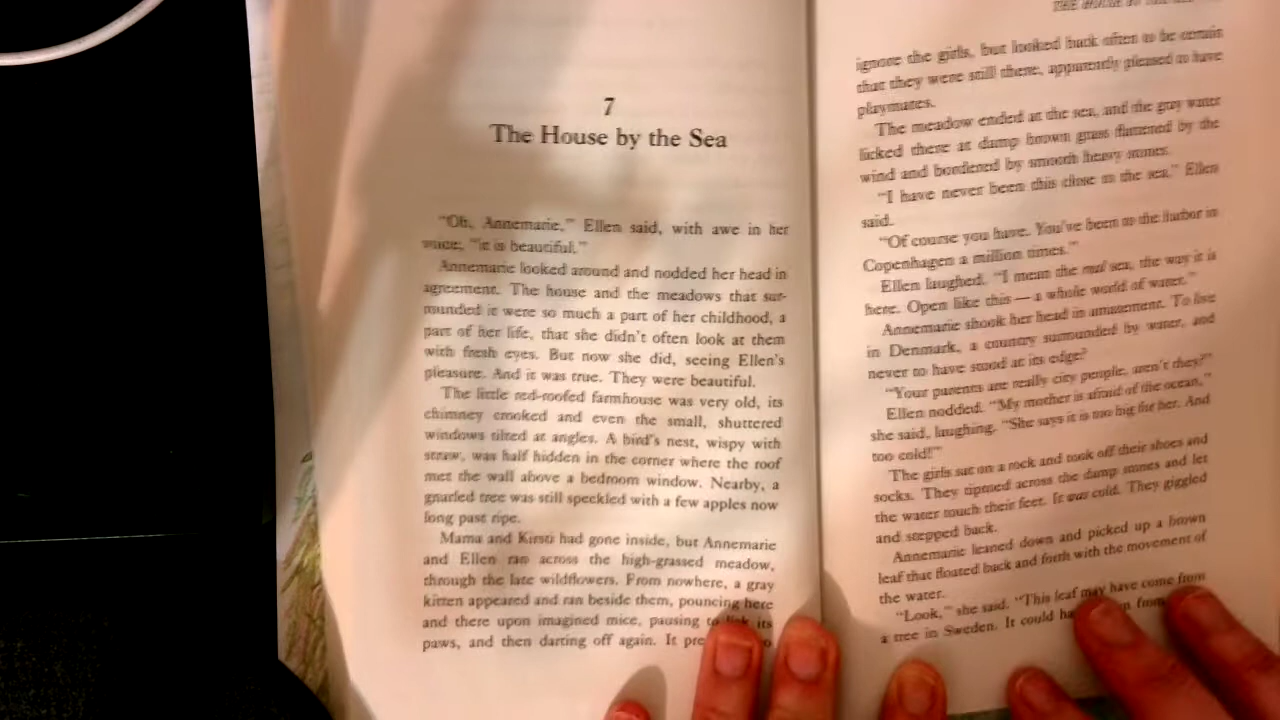 7
The House by the Sea
"Oh, Annemarie," Ellen said, with awe in her
voice, "it is beautiful."
Annemarie looked around and nodded her head in
agreement. The house and the meadows that sur-
rounded it were so much a part of her childhood, a
part of her life, that she didn't often look at them
with fresh eyes. But now she did, seeing Ellen's
pleasure. And it was true. They were beautiful.
The little red-roofed farmhouse was very old, its
chimney crooked and even the small, shuttered
windows tilted at angles. A bird's nest, wispy with
straw, was half hidden in the corner where the roof
met the wall above a bedroom window. Nearby, a
gnarled tree was still speckled with a few apples now
long past ripe.
Mama and Kirsti had gone inside, but Annemarie
and Ellen ran across the high-grassed meadow,
through the late wildflowers. From nowhere, a gray
kitten appeared and ran beside them, pouncing here
and there upon imagined mice, pausing to lick its
paws, and then darting off again. It
THE HOUSE BY THE SEA
ignore the girls, but looked back often to be certain
that they were still there, apparently pleased to have
playmates.
The meadow ended at the sea, and the gray water
licked there at damp brown grass flattened by the
wind and bordered by smooth heavy stones.
"I have never been this close to the sea," Ellen
said.
"Of course you have. You've been to the harbor in
Copenhagen a million times."
Ellen laughed. "I mean the real sea, the way it is
here. Open like this — a whole world of water."
Annemarie shook her head in amazement. To live
in Denmark, a country surrounded by water, and
never to have stood at its edge?
"Your parents are really city people, aren't they?"
Ellen nodded. "My mother is afraid of the ocean,"
she said, laughing. "She says it is too big for her. And
too cold!"
The girls sat on a rock and took off their shoes and
socks. They tiptoed across the damp stones and let
the water touch their feet. It was cold. They giggled
and stepped back.
Annemarie leaned down and picked up a brown
leaf that floated back and forth with the movement of
the water.
"Look," she said. "This leaf may have come from
a tree in Sweden. It could